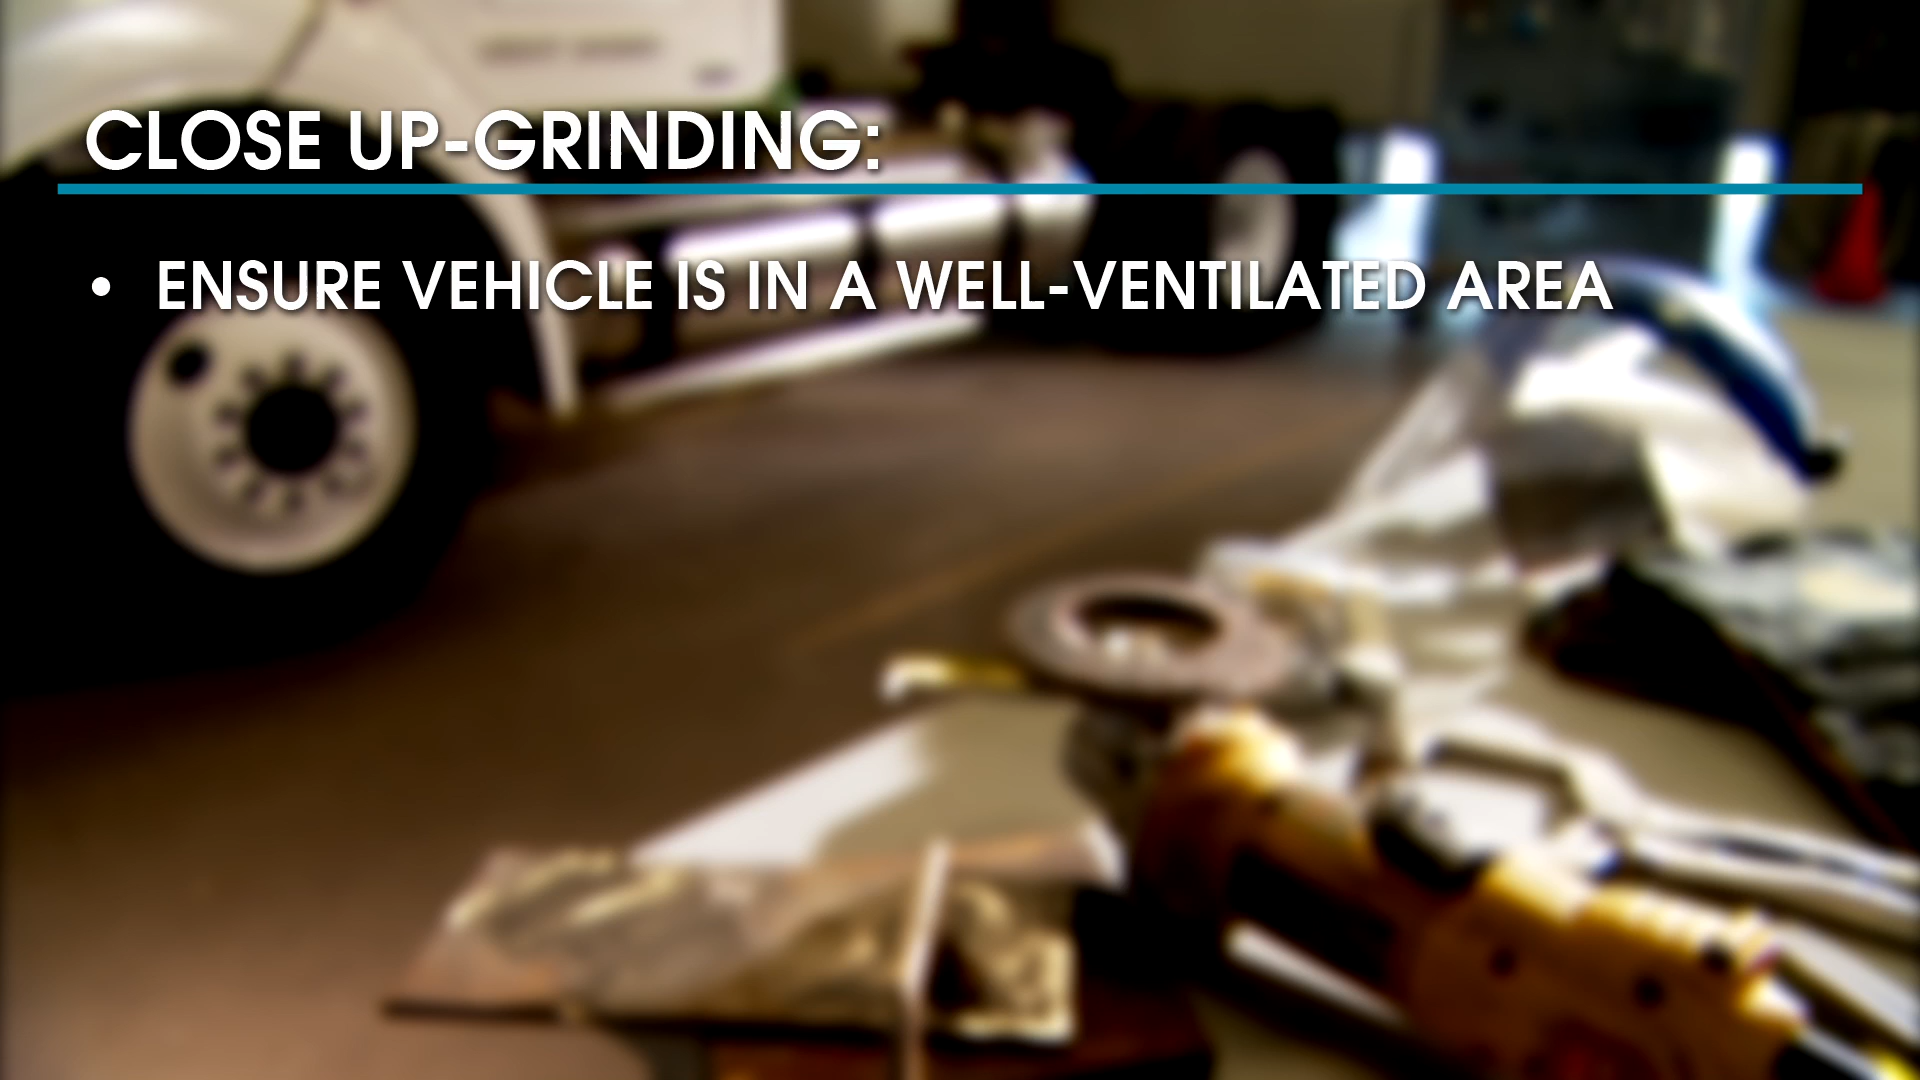 CLOSE UP-GRINDING:
• ENSURE VEHICLE IS IN A WELL-VENTILATED AREA